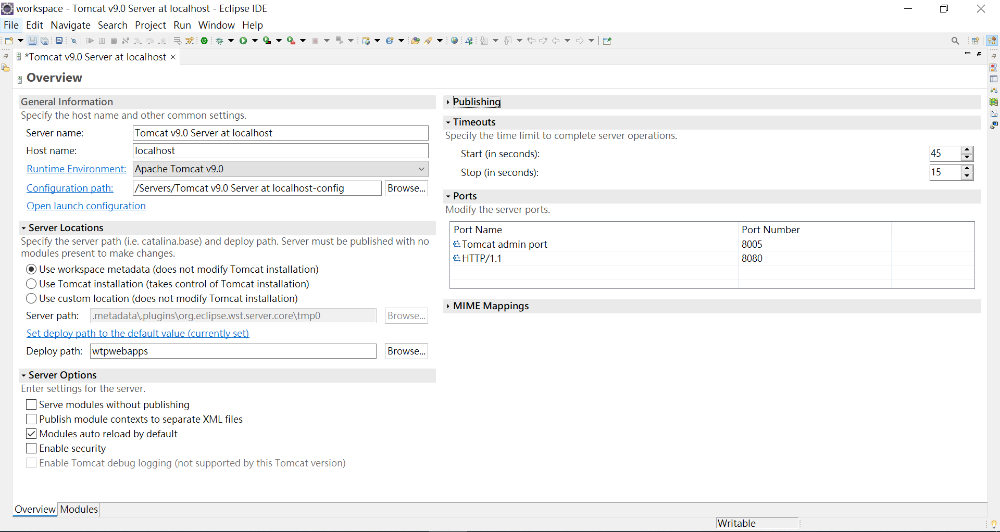 workspace - Tomcat v9.0 Server at localhost - Eclipse IDE
File Edit Navigate Search Project Run Window Help
*Tomcat v9.0 Server at localhost
Overview
General Information
Specify the host name and other common settings.
Server name: Tomcat v9.0 Server at localhost
Host name: localhost
Runtime Environment: Apache Tomcat v9.0
Configuration path: /Servers/Tomcat v9.0 Server at localhost-config Browse...
Open launch configuration
Server Locations
Specify the server path (i.e. catalina.base) and deploy path. Server must be published with no
modules present to make changes.
Use workspace metadata (does not modify Tomcat installation)
Use Tomcat installation (takes control of Tomcat installation)
Use custom location (does not modify Tomcat installation)
Server path: .metadata\.plugins\org.eclipse.wst.server.core\tmp0 Browse...
Set deploy path to the default value (currently set)
Deploy path: wtpwebapps Browse...
Server Options
Enter settings for the server.
Serve modules without publishing
Publish module contexts to separate XML files
Modules auto reload by default
Enable security
Enable Tomcat debug logging (not supported by this Tomcat version)
Publishing
Timeouts
Specify the time limit to complete server operations.
Start (in seconds): 45
Stop (in seconds): 15
Ports
Modify the server ports.
Port Name Port Number
Tomcat admin port 8005
HTTP/1.1 8080
MIME Mappings
Overview Modules
Writable